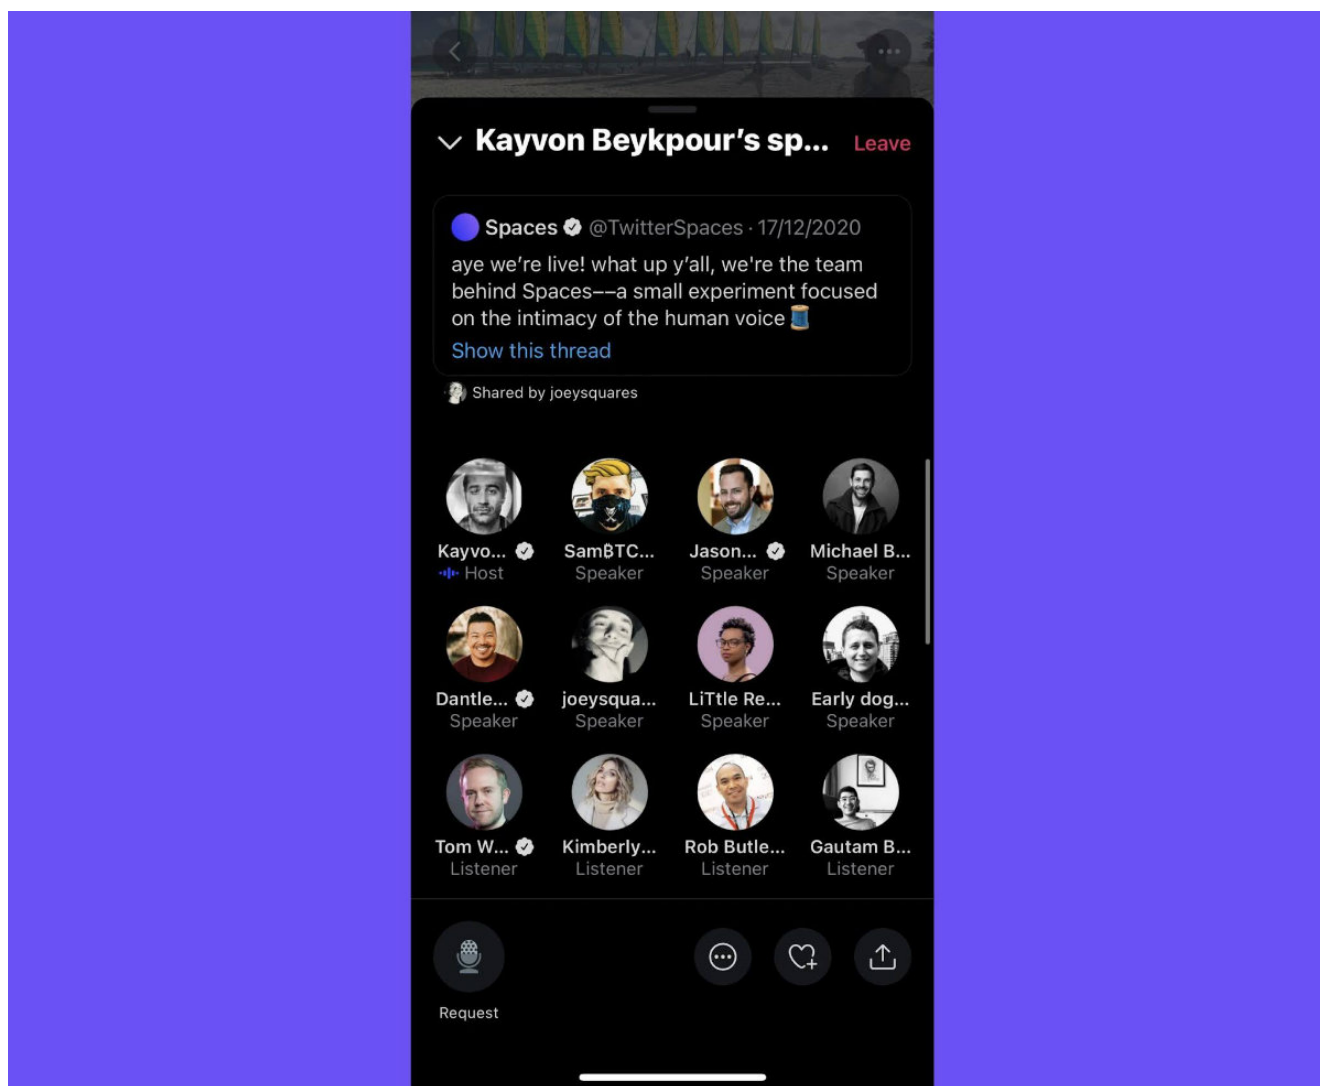 Kayvon Beykpour’s sp... Leave
Spaces @TwitterSpaces · 17/12/2020
aye we’re live! what up y’all, we're the team
behind Spaces––a small experiment focused
on the intimacy of the human voice🧵
Show this thread
Shared by joeysquares
Kayvo... Sam₿TC... Jason... Michael B...
Host Speaker Speaker Speaker
Dantle... joeysqua... LiTtle Re... Early dog...
Speaker Speaker Speaker Speaker
Tom W... Kimberly... Rob Butle... Gautam B...
Listener Listener Listener Listener
Request